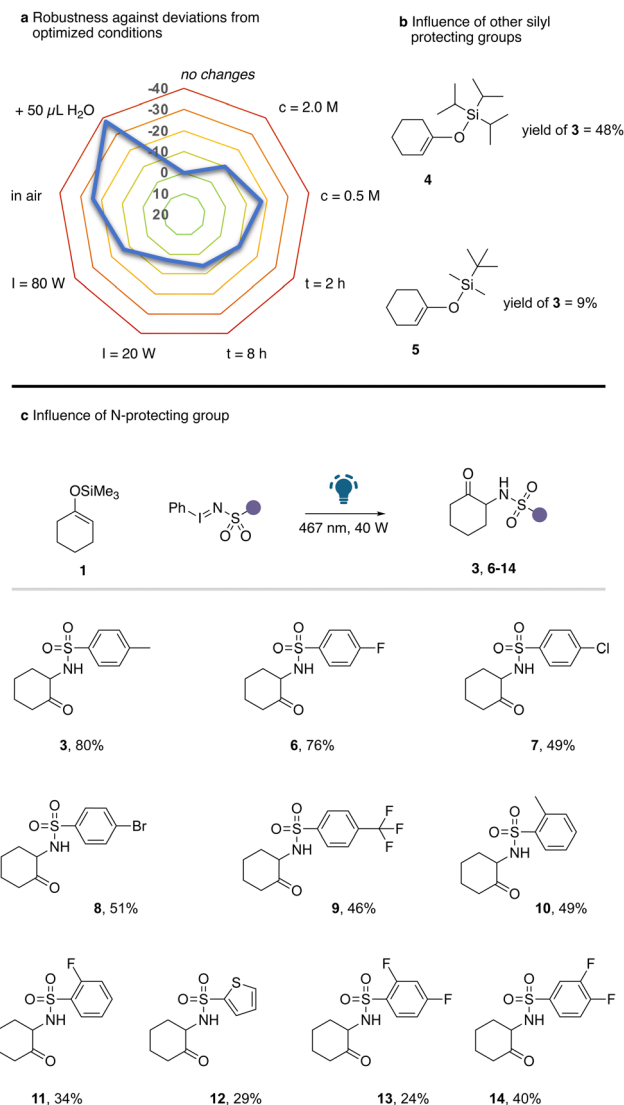 a Robustness against deviations from
optimized conditions
no changes
-40
-30
-20
-10
0
10
20
c = 2.0 M
c = 0.5 M
t = 2 h
t = 8 h
I = 20 W
I = 80 W
in air
+ 50 µL H₂O
b Influence of other silyl
protecting groups
Si
O
yield of 3 = 48%
4
Si
O
yield of 3 = 9%
5
c Influence of N-protecting group
OSiMe₃
1
Ph I N S O O
467 nm, 40 W
O H N S O O
3, 6-14
O O S NH O
3, 80%
O O S NH O F
6, 76%
O O S NH O Cl
7, 49%
O O S NH O Br
8, 51%
O O S NH O F F F
9, 46%
O O S NH O
10, 49%
F O O S NH O
11, 34%
O O S S NH O
12, 29%
F O O S F NH O
13, 24%
F O O S F NH O
14, 40%